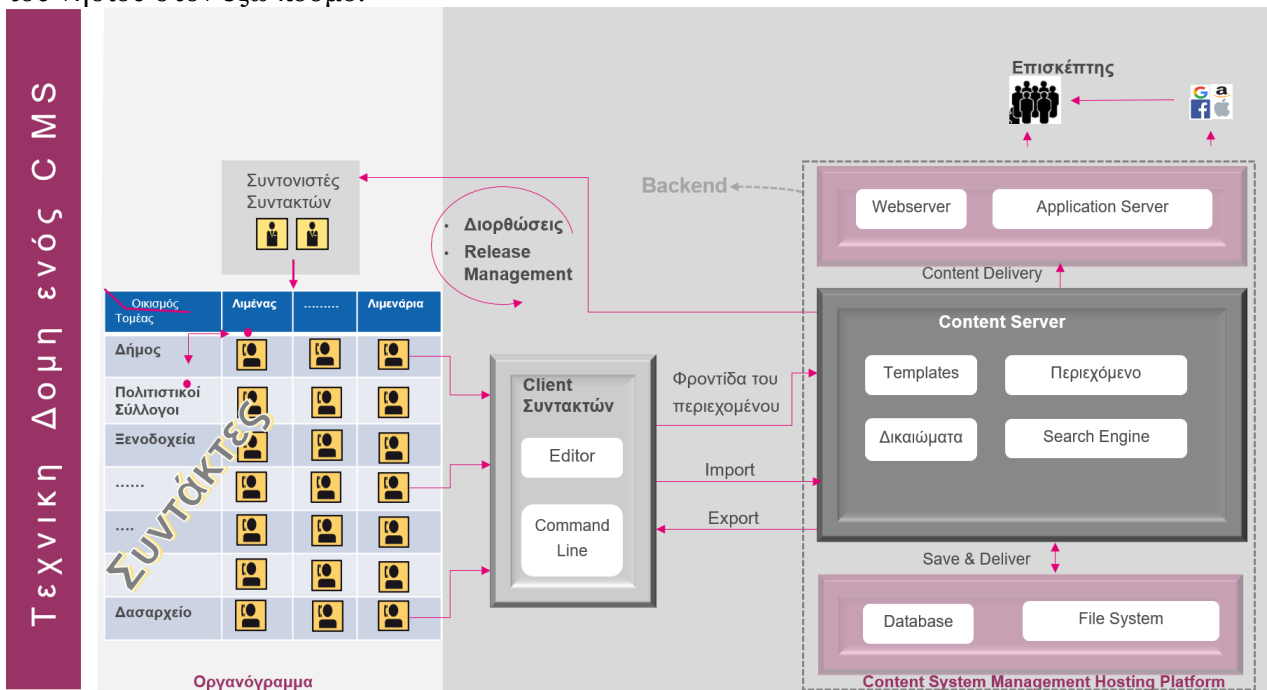 Τεχνικη Δομη ενός CMS
Επισκέπτης
Συντονιστές
Συντακτών
Backend
• Διορθώσεις
• Release
Management
Webserver
Application Server
Content Delivery
Οικισμός
Τομέας
Λιμένας
.........
Λιμενάρια
Δήμος
Πολιτιστικοί
Σύλλογοι
Ξενοδοχεία
......
....
Δασαρχείο
Συντάκτες
Client
Συντακτών
Editor
Command
Line
Φροντίδα του
περιεχομένου
Import
Export
Content Server
Templates
Περιεχόμενο
Δικαιώματα
Search Engine
Save & Deliver
Database
File System
Οργανόγραμμα
Content System Management Hosting Platform